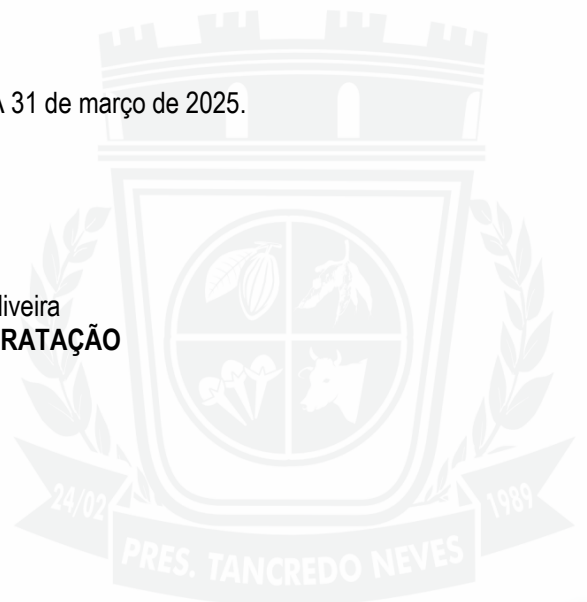 A 31 de março de 2025.
liveira
RATAÇÃO
24/02
1989
PRES. TANCREDO NEVES